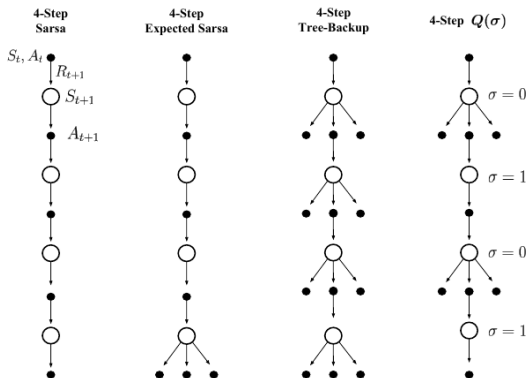 4-Step
Sarsa
4-Step
Expected Sarsa
4-Step
Tree-Backup
4-Step Q(σ)
S_t, A_t
R_{t+1}
S_{t+1}
σ = 0
A_{t+1}
σ = 1
σ = 0
σ = 1